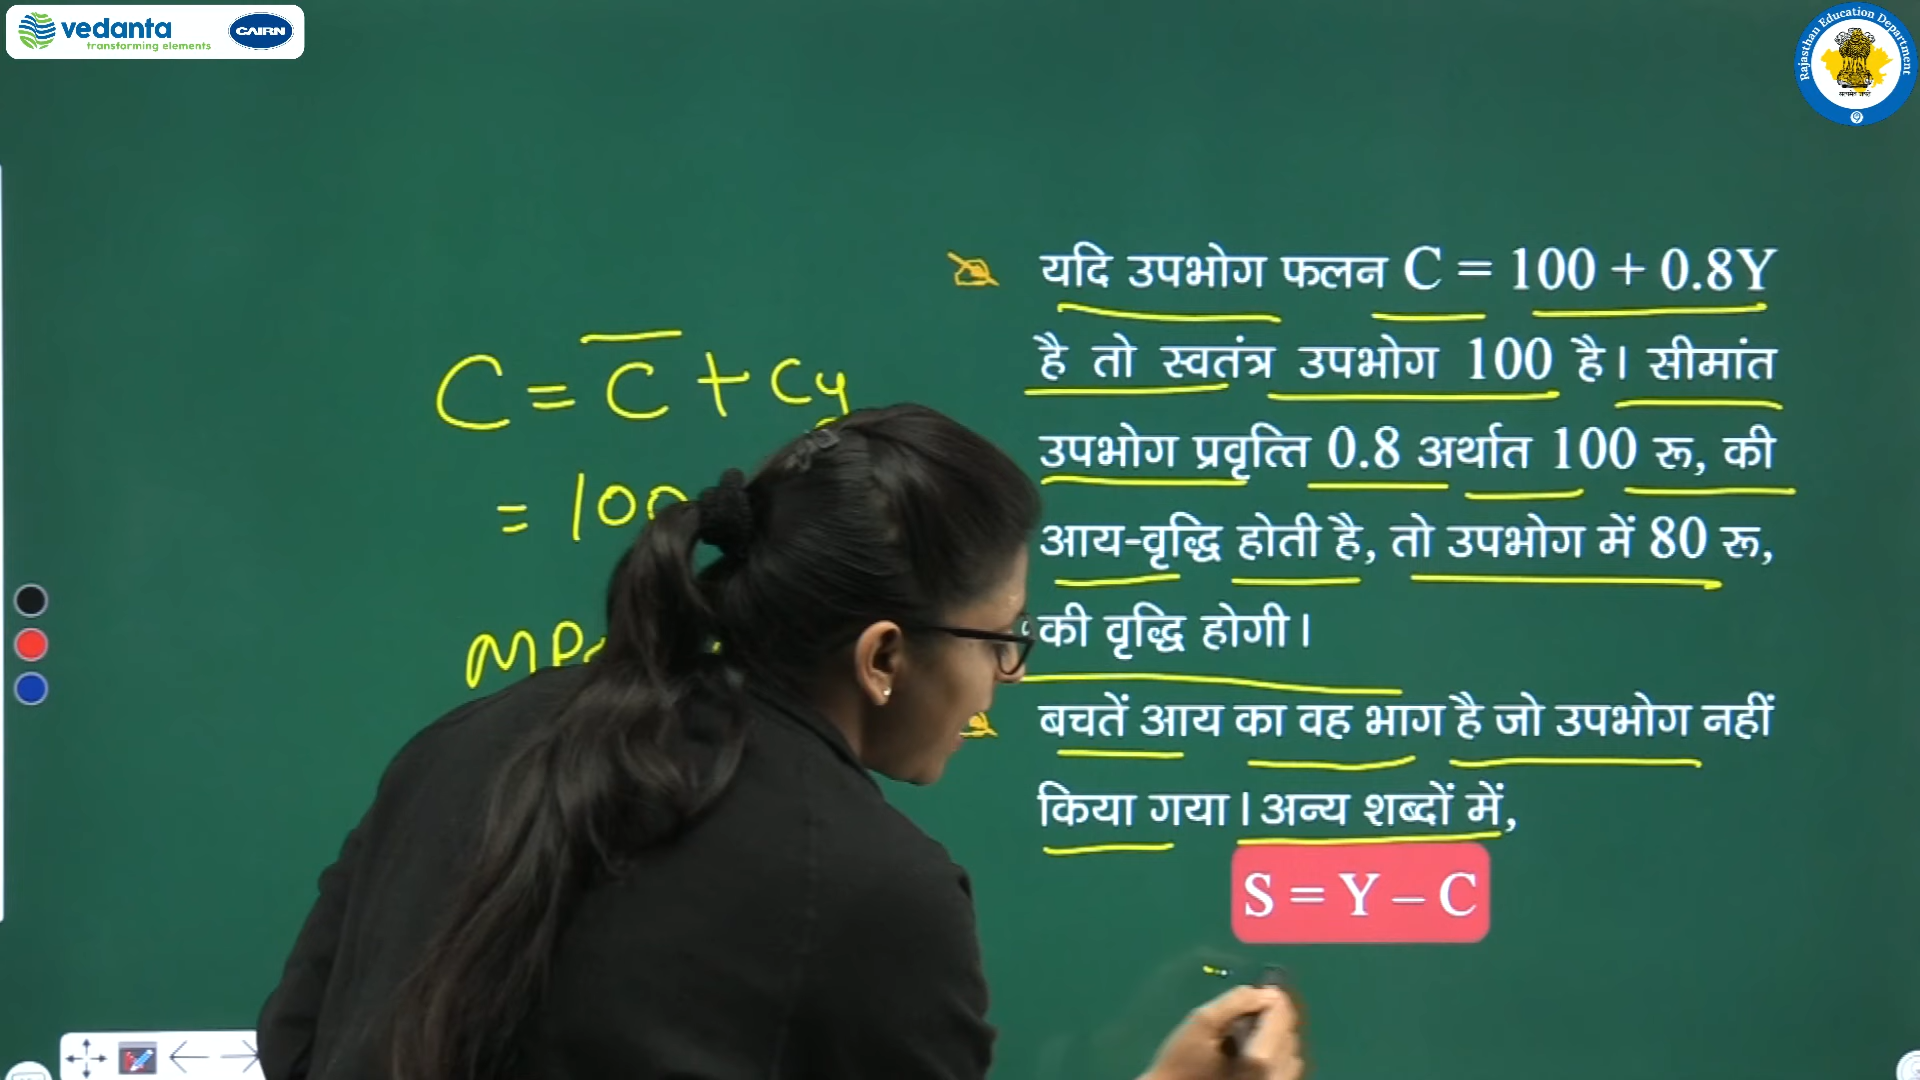 vedanta
transforming elements
CAIRN
Rajasthan Education Department
यदि उपभोग फलन C = 100 + 0.8Y
है तो स्वतंत्र उपभोग 100 है। सीमांत
उपभोग प्रवृत्ति 0.8 अर्थात 100 रू, की
आय-वृद्धि होती है, तो उपभोग में 80 रू,
की वृद्धि होगी।
बचतें आय का वह भाग है जो उपभोग नहीं
किया गया। अन्य शब्दों में,
S = Y – C
C = C̅ + Cy
= 100
MPC